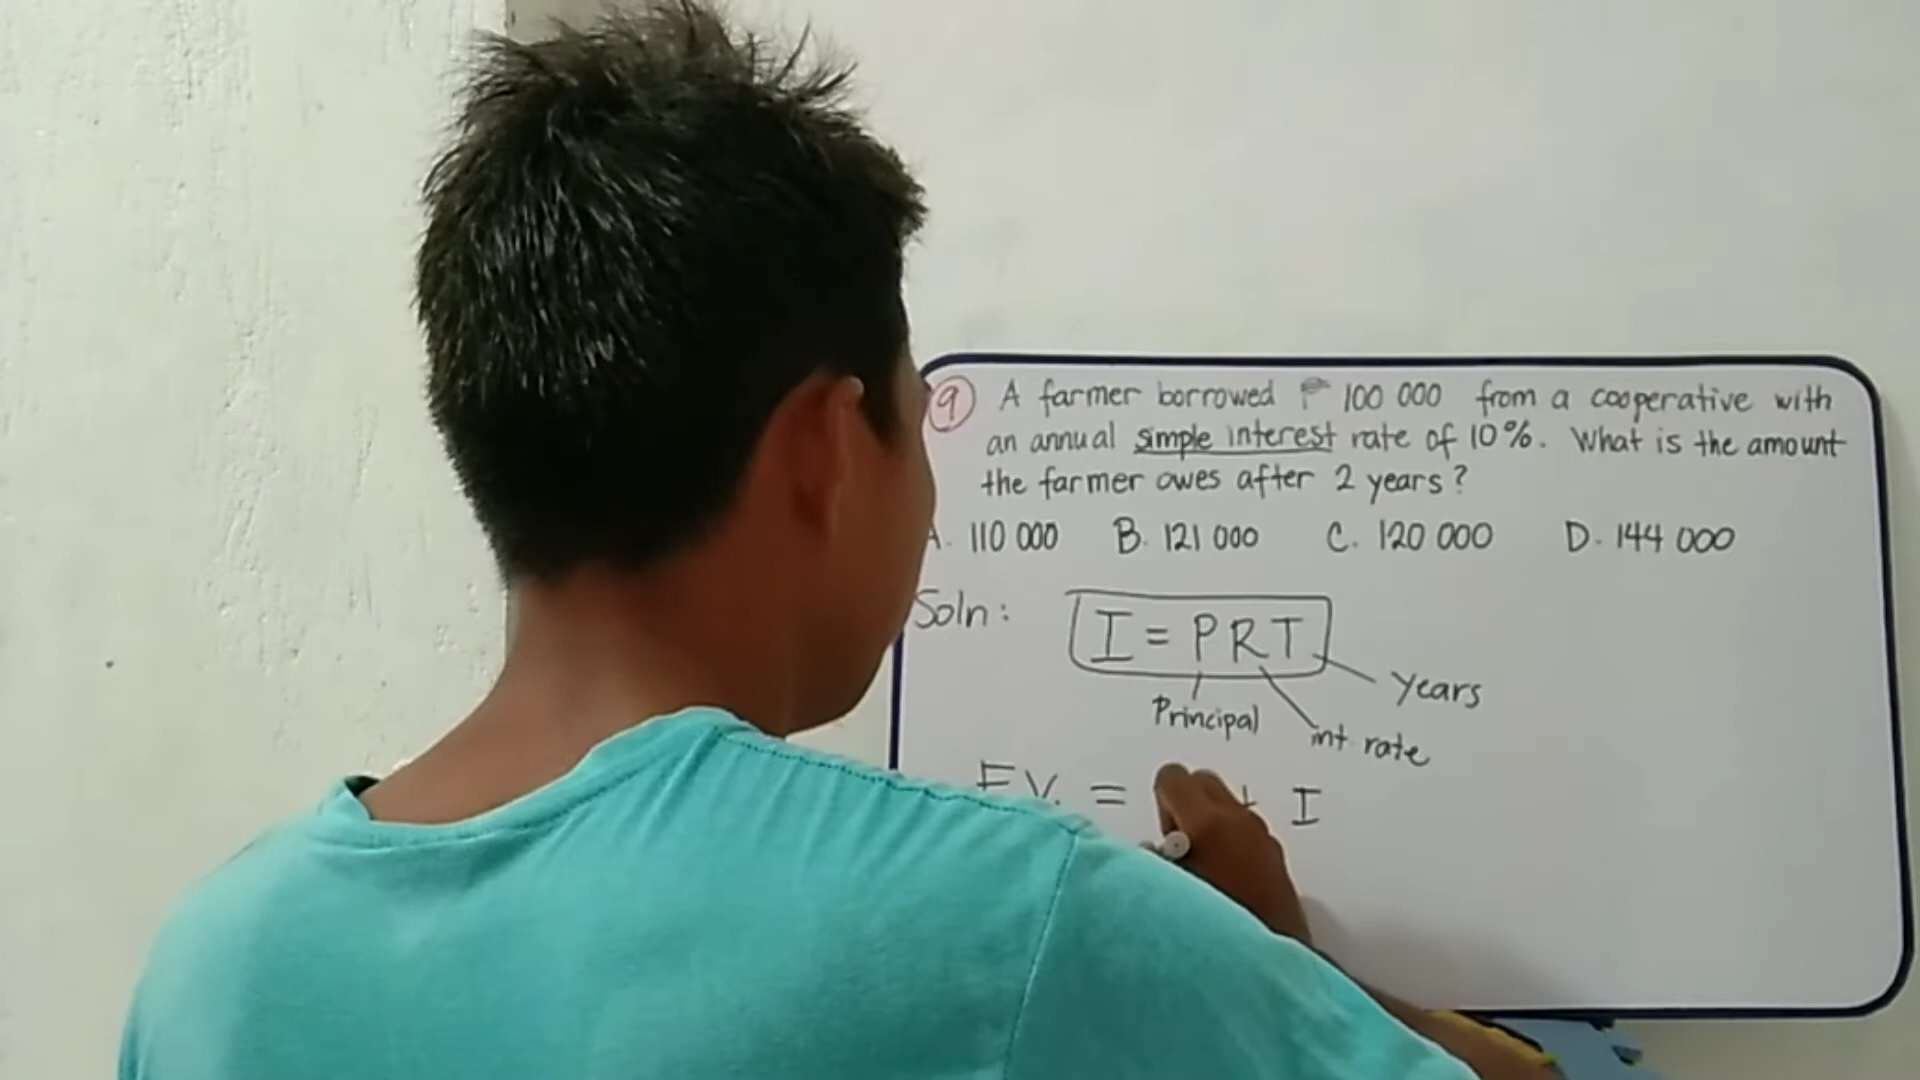 9 A farmer borrowed ₱ 100 000 from a cooperative with
an annual simple interest rate of 10%. What is the amount
the farmer owes after 2 years?
A. 110 000 B. 121 000 C. 120 000 D. 144 000
Soln: I = PRT
years
Principal
int. rate
F.V. = + I